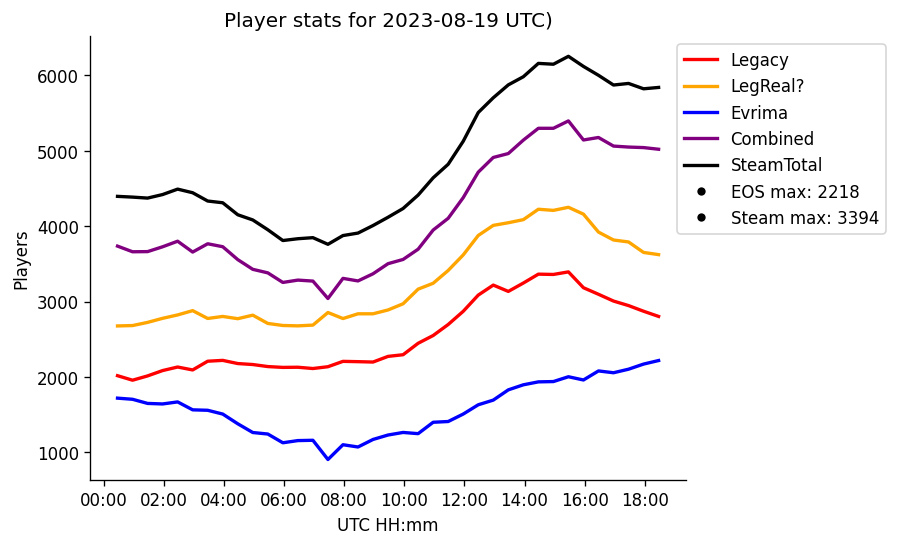 Player stats for 2023-08-19 UTC)
Legacy
LegReal?
Evrima
Combined
SteamTotal
EOS max: 2218
Steam max: 3394
Players
6000
5000
4000
3000
2000
1000
00:00 02:00 04:00 06:00 08:00 10:00 12:00 14:00 16:00 18:00
UTC HH:mm